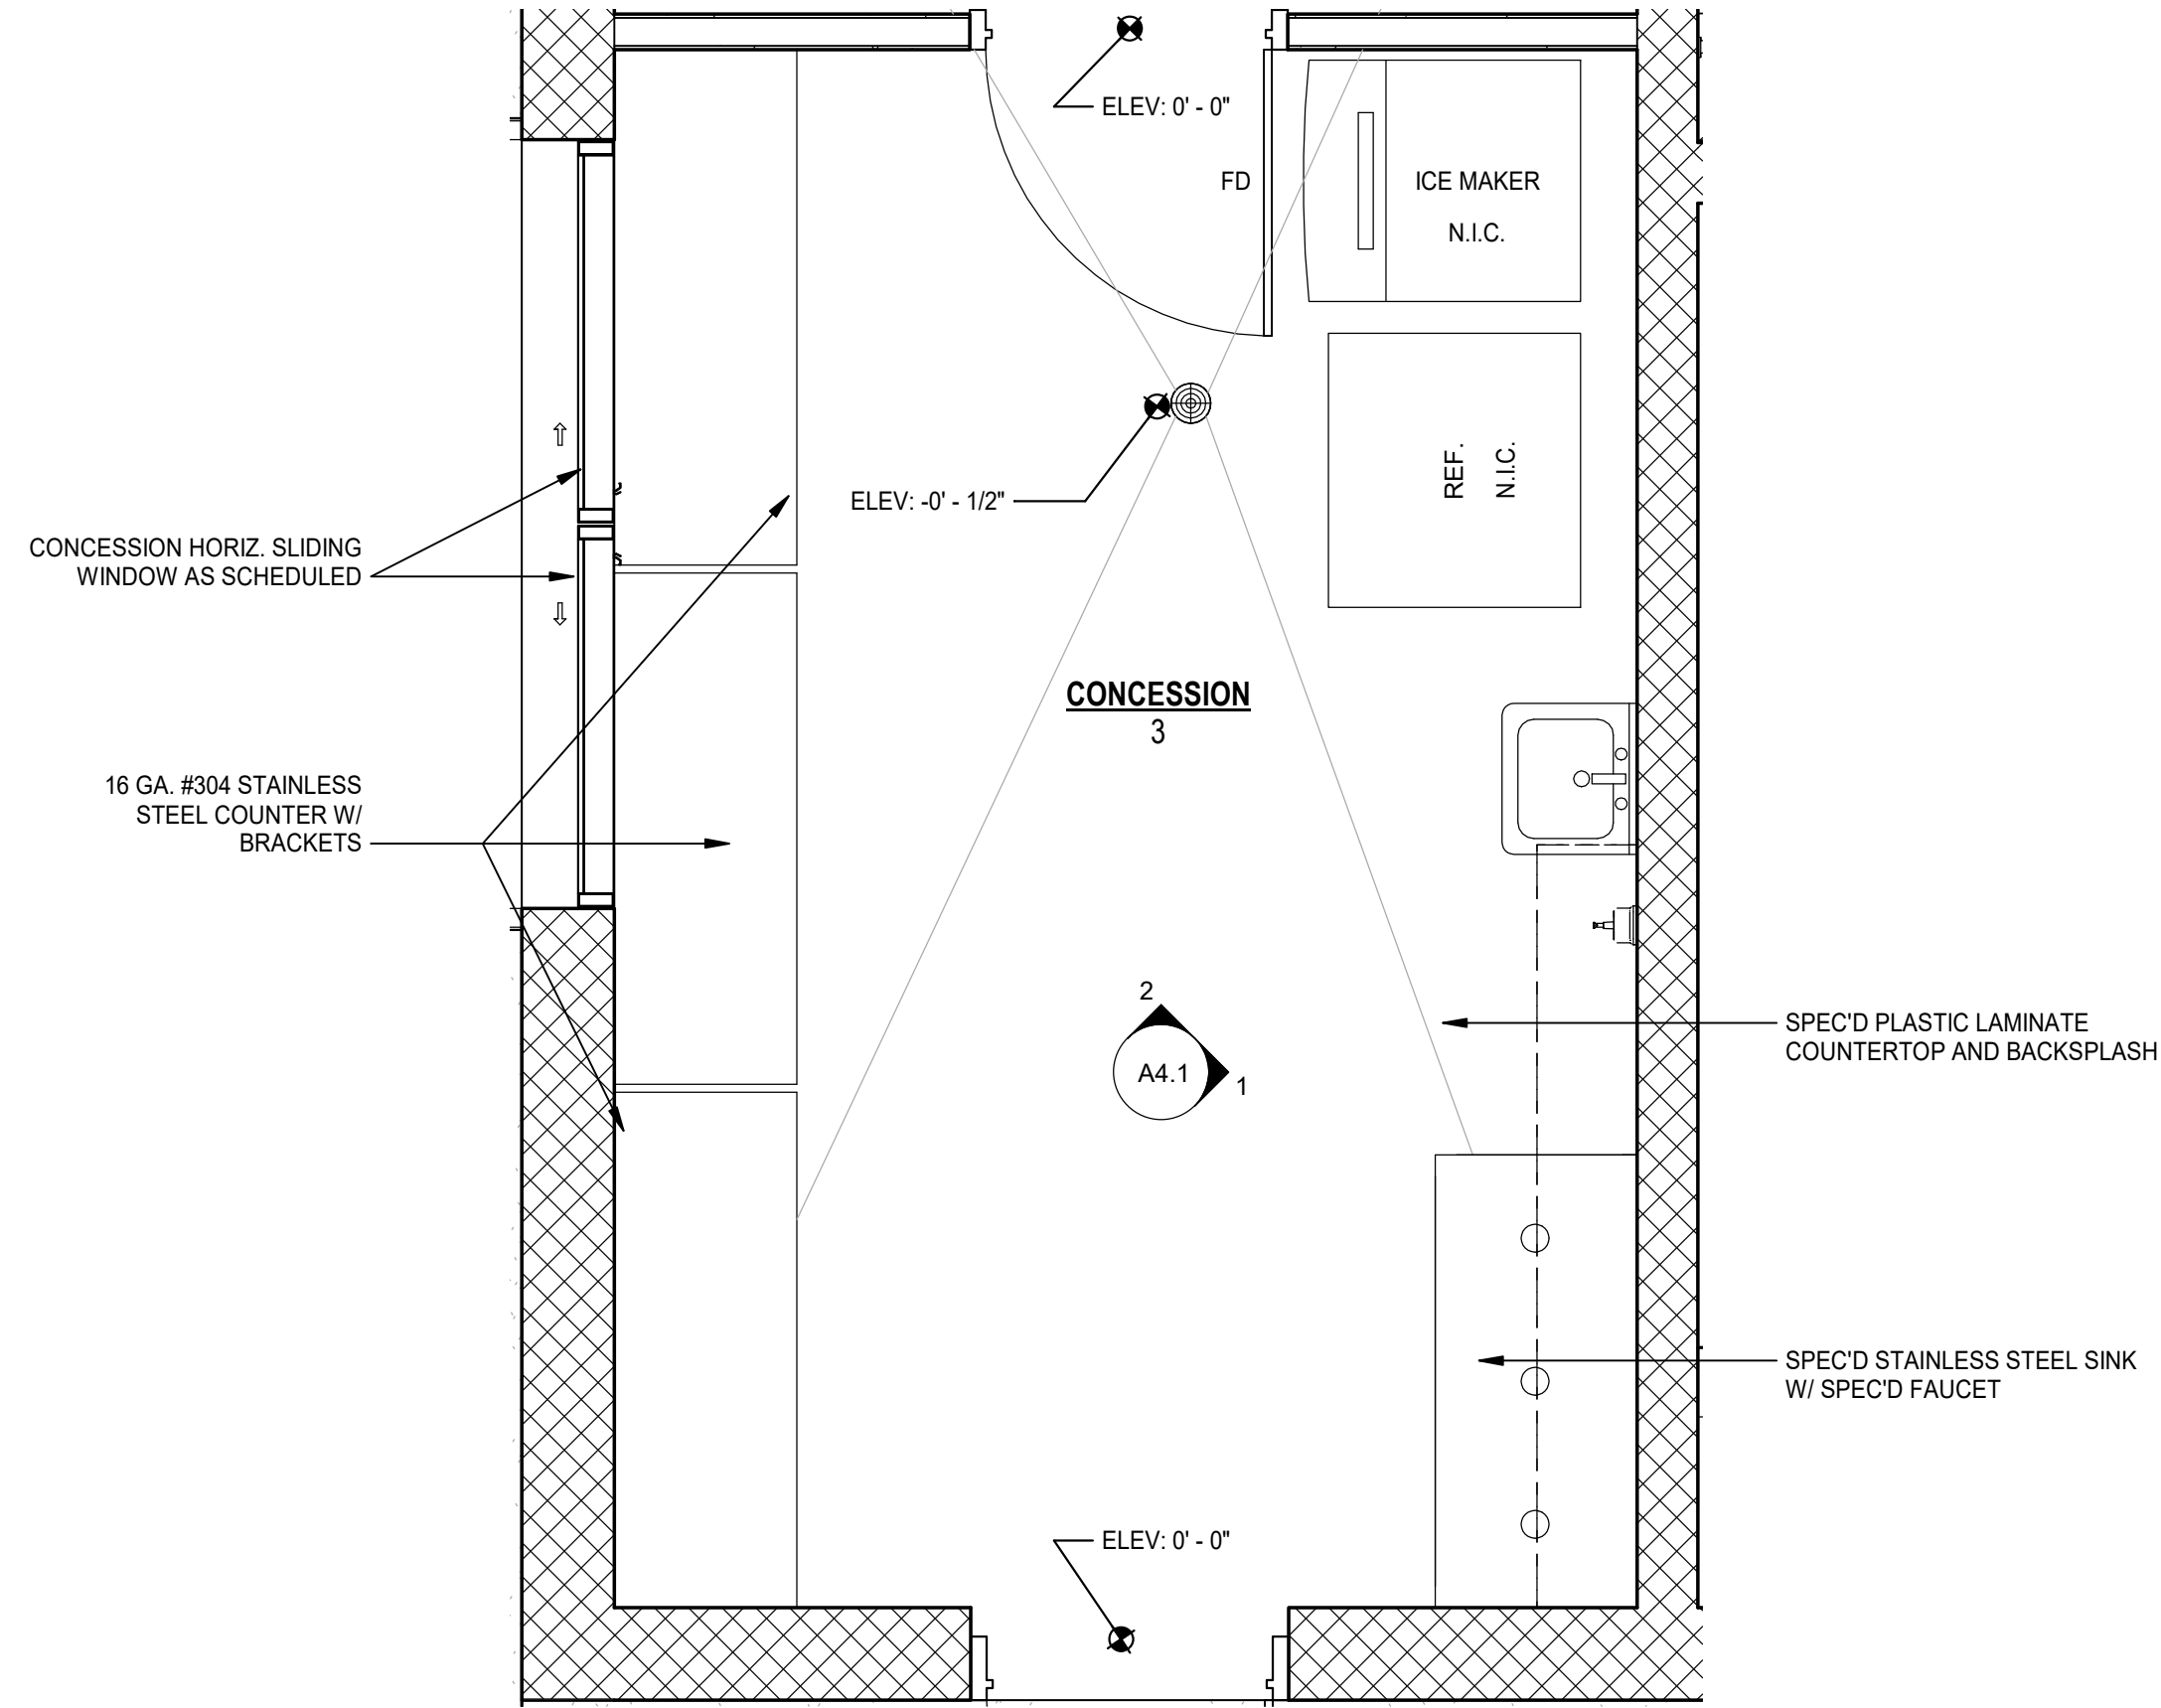 ELEV: 0' - 0"
FD
ICE MAKER
N.I.C.
REF.
N.I.C.
ELEV: -0' - 1/2"
CONCESSION HORIZ. SLIDING
WINDOW AS SCHEDULED
CONCESSION
3
16 GA. #304 STAINLESS
STEEL COUNTER W/
BRACKETS
2
A4.1
1
SPEC'D PLASTIC LAMINATE
COUNTERTOP AND BACKSPLASH
SPEC'D STAINLESS STEEL SINK
W/ SPEC'D FAUCET
ELEV: 0' - 0"